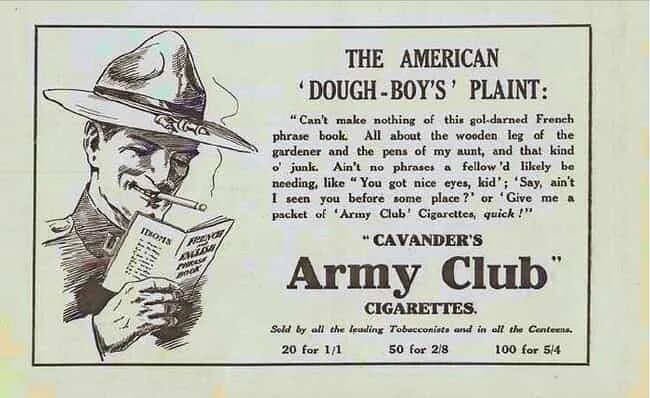 THE AMERICAN
'DOUGH-BOY'S' PLAINT:
"Can't make nothing of this gol-darned French
phrase book. All about the wooden leg of the
gardener and the pens of my aunt, and that kind
o' junk. Ain't no phrases a fellow'd likely be
needing, like "You got nice eyes, kid'; 'Say, ain't
I seen you before some place?' or 'Give me a
packet of 'Army Club' Cigarettes, quick!"
"CAVANDER'S
Army Club"
CIGARETTES.
Sold by all the leading Tobacconists and in all the Canteens.
20 for 1/1 50 for 2/8 100 for 5/4
IDIOMS
FRENCH
&
ENGLISH
PHRASE
BOOK